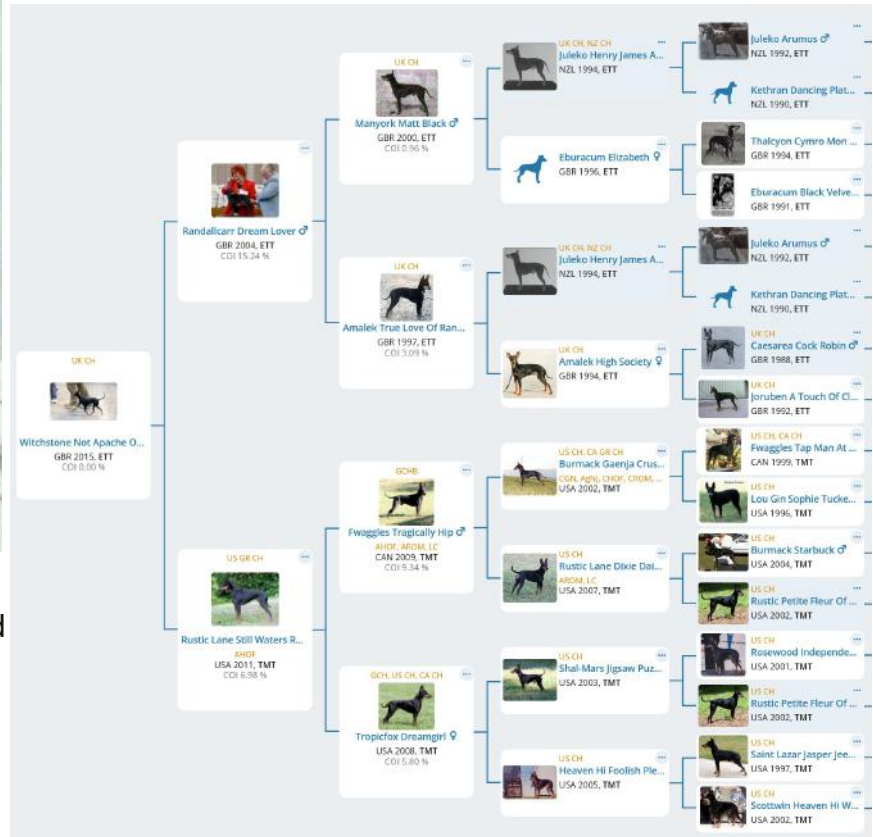 UK CH
Witchstone Not Apache O...
GBR 2015, ETT
COI 0.00 %
Randallcarr Dream Lover ♂
GBR 2004, ETT
COI 15.24 %
US GR CH
Rustic Lane Still Waters R...
AHOF
USA 2011, TMT
COI 6.98 %
UK CH
Manyork Matt Black ♂
GBR 2000, ETT
COI 0.96 %
UK CH
Amalek True Love Of Ran...
GBR 1997, ETT
COI 3.09 %
GCHB
Fwaggles Tragically Hip ♂
AHOF, AROM, LC
CAN 2009, TMT
COI 9.34 %
GCH, US CH, CA CH
Tropicfox Dreamgirl ♀
USA 2008, TMT
COI 5.80 %
UK CH, NZ CH
Juleko Henry James A...
NZL 1994, ETT
Eburacum Elizabeth ♀
GBR 1996, ETT
UK CH, NZ CH
Juleko Henry James A...
NZL 1994, ETT
UK CH
Amalek High Society ♀
GBR 1994, ETT
US CH, CA GR CH
Burmack Gaenja Crus...
CGN, AgNJ, CHOF, CROM, ...
USA 2002, TMT
US CH
Rustic Lane Dixie Dai...
AROM, LC
USA 2007, TMT
US CH
Shal-Mars Jigsaw Puz...
USA 2003, TMT
US CH
Heaven Hi Foolish Ple...
USA 2005, TMT
Juleko Arumus ♂
NZL 1992, ETT
Kethran Dancing Plat...
NZL 1990, ETT
Thalcyon Cymro Mon ...
GBR 1994, ETT
Eburacum Black Velve...
GBR 1991, ETT
Juleko Arumus ♂
NZL 1992, ETT
Kethran Dancing Plat...
NZL 1990, ETT
UK CH
Caesarea Cock Robin ♂
GBR 1988, ETT
UK CH
Joruben A Touch Of Cl...
GBR 1992, ETT
US CH, CA CH
Fwaggles Tap Man At ...
CAN 1999, TMT
US CH
Lou Gin Sophie Tucke...
USA 1996, TMT
US CH
Burmack Starbuck ♂
USA 2004, TMT
US CH
Rustic Petite Fleur Of ...
USA 2002, TMT
US CH
Rosewood Independe...
USA 2001, TMT
US CH
Rustic Petite Fleur Of ...
USA 2002, TMT
US CH
Saint Lazar Jasper Jee...
USA 1997, TMT
US CH
Scottwin Heaven Hi W...
USA 2002, TMT